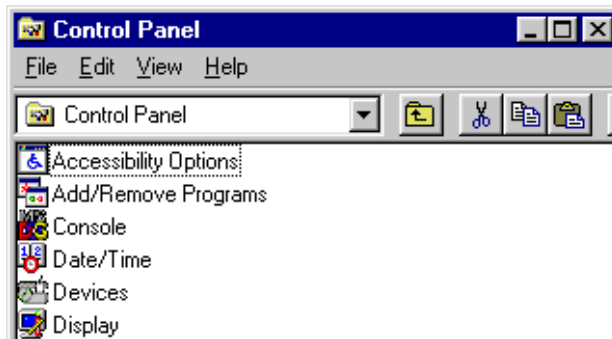 Control Panel
File Edit View Help
Control Panel
Accessibility Options
Add/Remove Programs
Console
Date/Time
Devices
Display